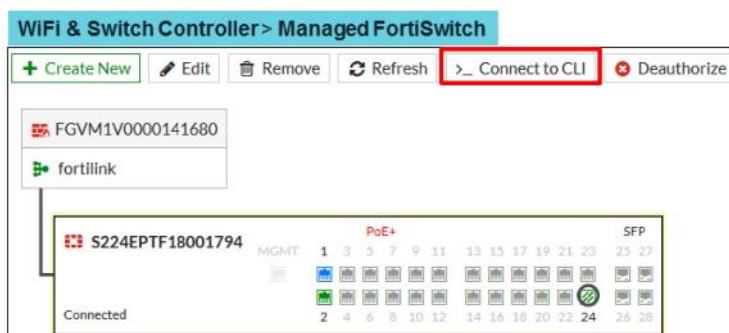 WiFi & Switch Controller> Managed FortiSwitch
+ Create New Edit Remove Refresh >_ Connect to CLI Deauthorize
FGVM1V0000141680
fortilink
PoE+ SFP
S224EPTF18001794 MGMT 1 3 5 7 9 11 13 15 17 19 21 23 25 27
Connected 2 4 6 8 10 12 14 16 18 20 22 24 26 28